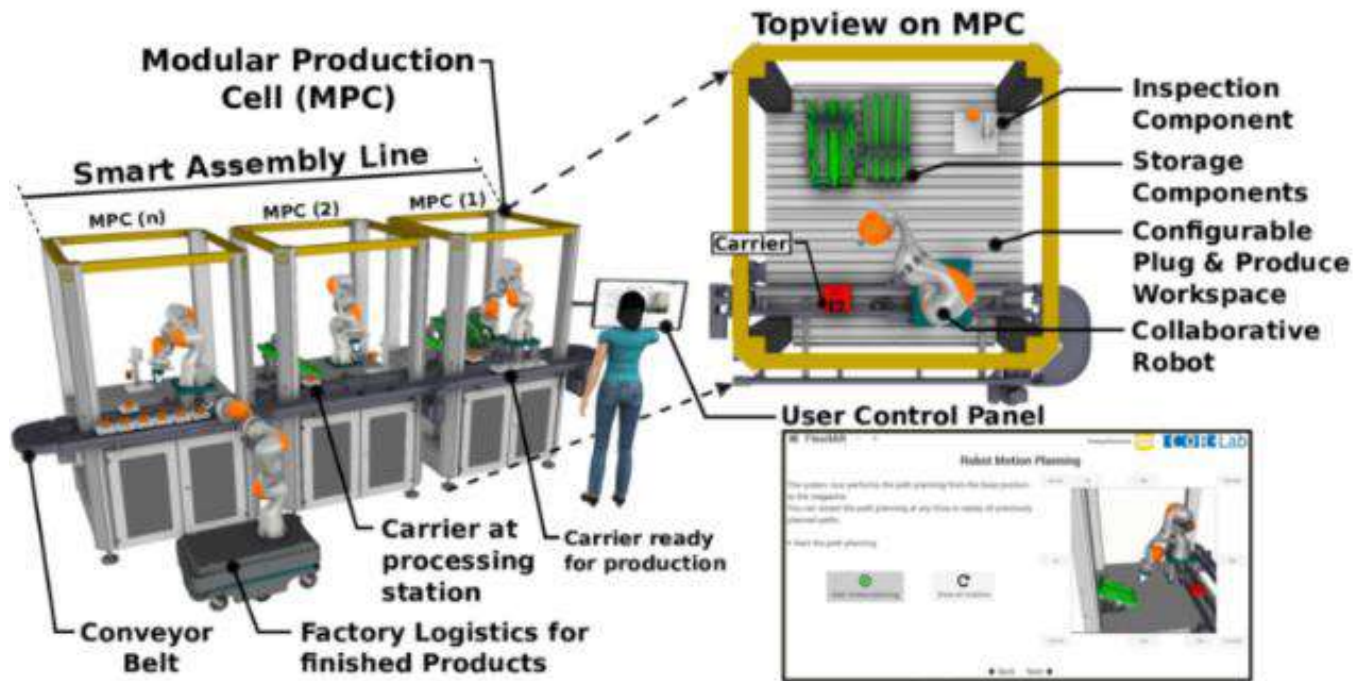 Modular Production
Cell (MPC)
Smart Assembly Line
MPC (n)
MPC (2)
MPC (1)
Topview on MPC
Inspection
Component
Storage
Components
Configurable
Plug & Produce
Workspace
Collaborative
Robot
Carrier
User Control Panel
Carrier at
processing
station
Carrier ready
for production
Conveyor
Belt
Factory Logistics for
finished Products
Robot Motion Planning
Lab